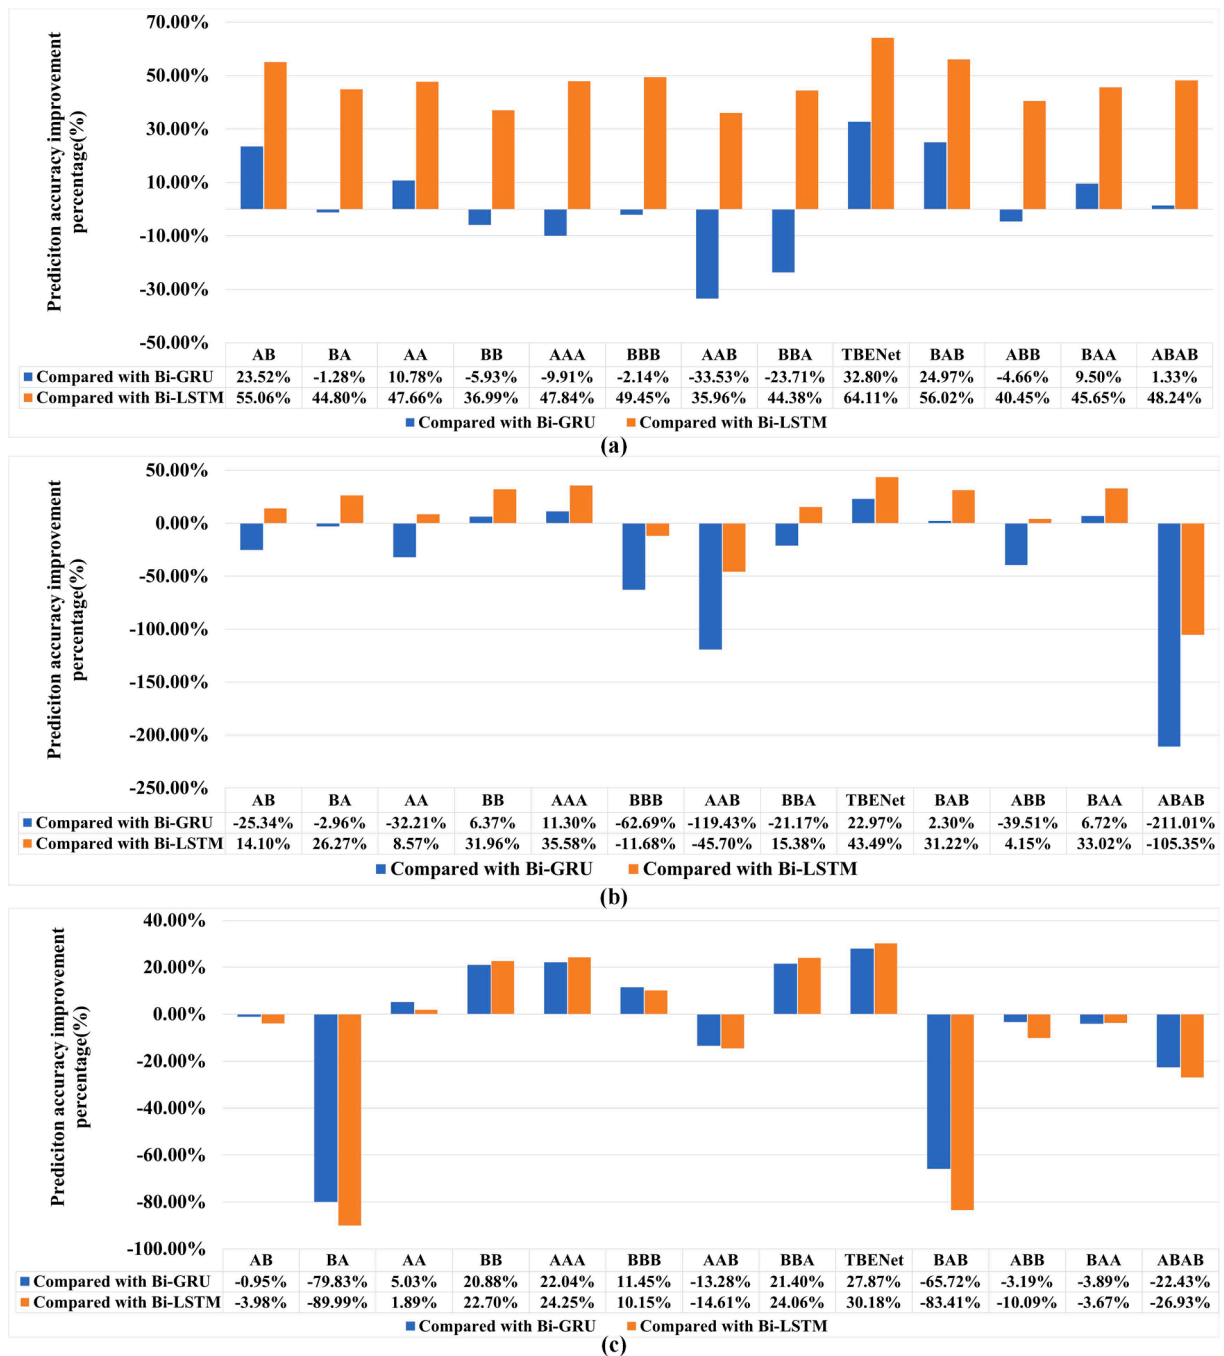 70.00%
50.00%
30.00%
10.00%
-10.00%
-30.00%
-50.00%
Prediciton accuracy improvement
percentage(%)
AB BA AA BB AAA BBB AAB BBA TBENet BAB ABB BAA ABAB
Compared with Bi-GRU 23.52% -1.28% 10.78% -5.93% -9.91% -2.14% -33.53% -23.71% 32.80% 24.97% -4.66% 9.50% 1.33%
Compared with Bi-LSTM 55.06% 44.80% 47.66% 36.99% 47.84% 49.45% 35.96% 44.38% 64.11% 56.02% 40.45% 45.65% 48.24%
Compared with Bi-GRU Compared with Bi-LSTM
(a)
50.00%
0.00%
-50.00%
-100.00%
-150.00%
-200.00%
-250.00%
Prediciton accuracy improvement
percentage(%)
AB BA AA BB AAA BBB AAB BBA TBENet BAB ABB BAA ABAB
Compared with Bi-GRU -25.34% -2.96% -32.21% 6.37% 11.30% -62.69% -119.43% -21.17% 22.97% 2.30% -39.51% 6.72% -211.01%
Compared with Bi-LSTM 14.10% 26.27% 8.57% 31.96% 35.58% -11.68% -45.70% 15.38% 43.49% 31.22% 4.15% 33.02% -105.35%
Compared with Bi-GRU Compared with Bi-LSTM
(b)
40.00%
20.00%
0.00%
-20.00%
-40.00%
-60.00%
-80.00%
-100.00%
Prediciton accuracy improvement
percentage(%)
AB BA AA BB AAA BBB AAB BBA TBENet BAB ABB BAA ABAB
Compared with Bi-GRU -0.95% -79.83% 5.03% 20.88% 22.04% 11.45% -13.28% 21.40% 27.87% -65.72% -3.19% -3.89% -22.43%
Compared with Bi-LSTM -3.98% -89.99% 1.89% 22.70% 24.25% 10.15% -14.61% 24.06% 30.18% -83.41% -10.09% -3.67% -26.93%
Compared with Bi-GRU Compared with Bi-LSTM
(c)